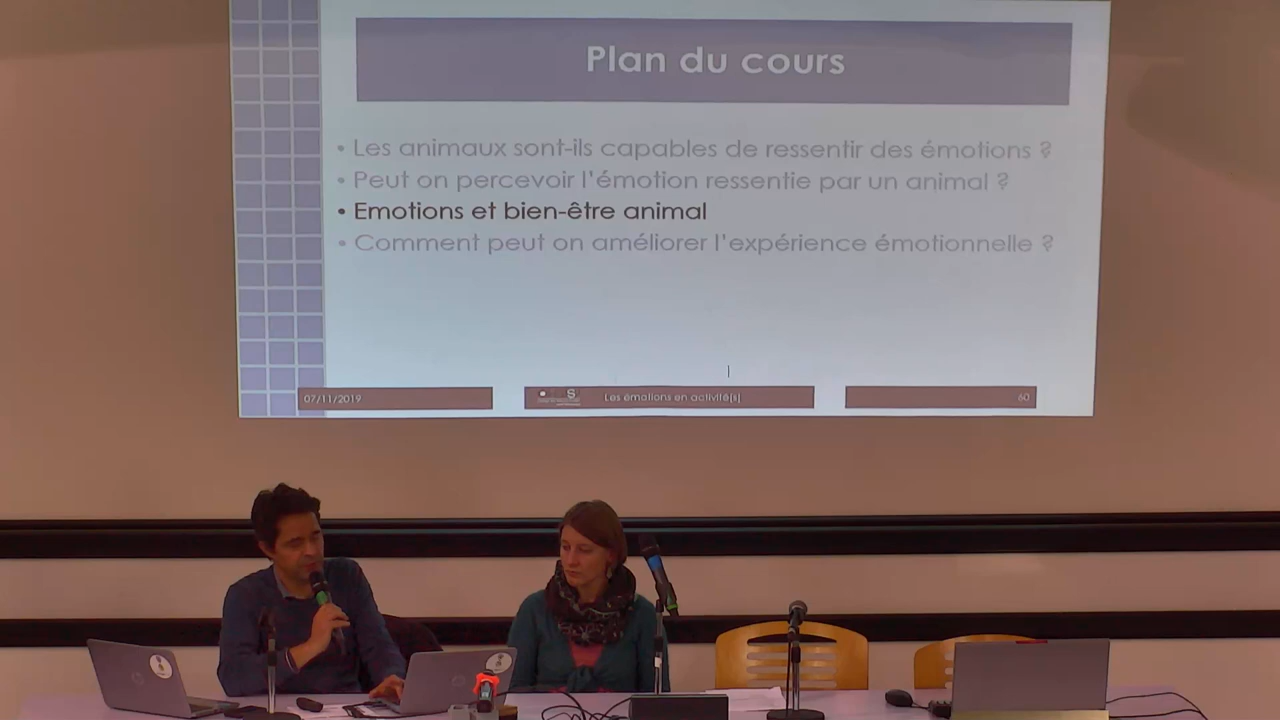 Plan du cours
• Les animaux sont-ils capables de ressentir des émotions ?
• Peut on percevoir l'émotion ressentie par un animal ?
• Emotions et bien-être animal
• Comment peut on améliorer l'expérience émotionnelle ?
07/11/2019
Les émotions en activité(s)
60